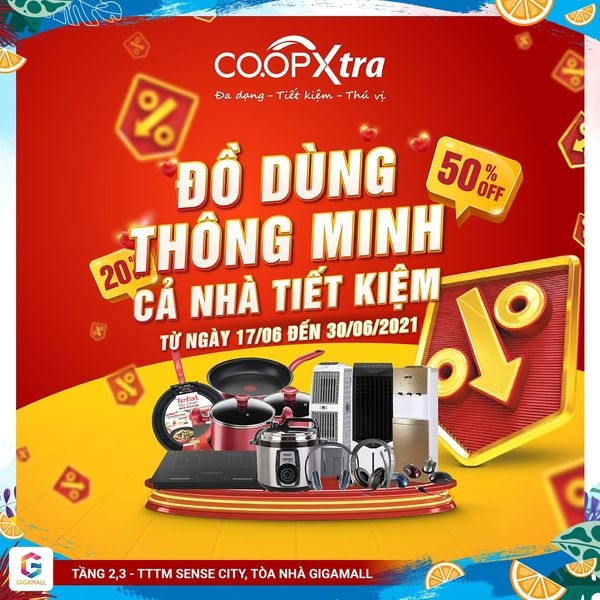 CO.OPXtra
Đa dạng – Tiết kiệm – Thú vị
ĐỒ DÙNG
THÔNG MINH
CẢ NHÀ TIẾT KIỆM
TỪ NGÀY 17/06 ĐẾN 30/06/2021
50% OFF
20%
Tefal
GIGAMALL
TẦNG 2,3 - TTTM SENSE CITY, TÒA NHÀ GIGAMALL